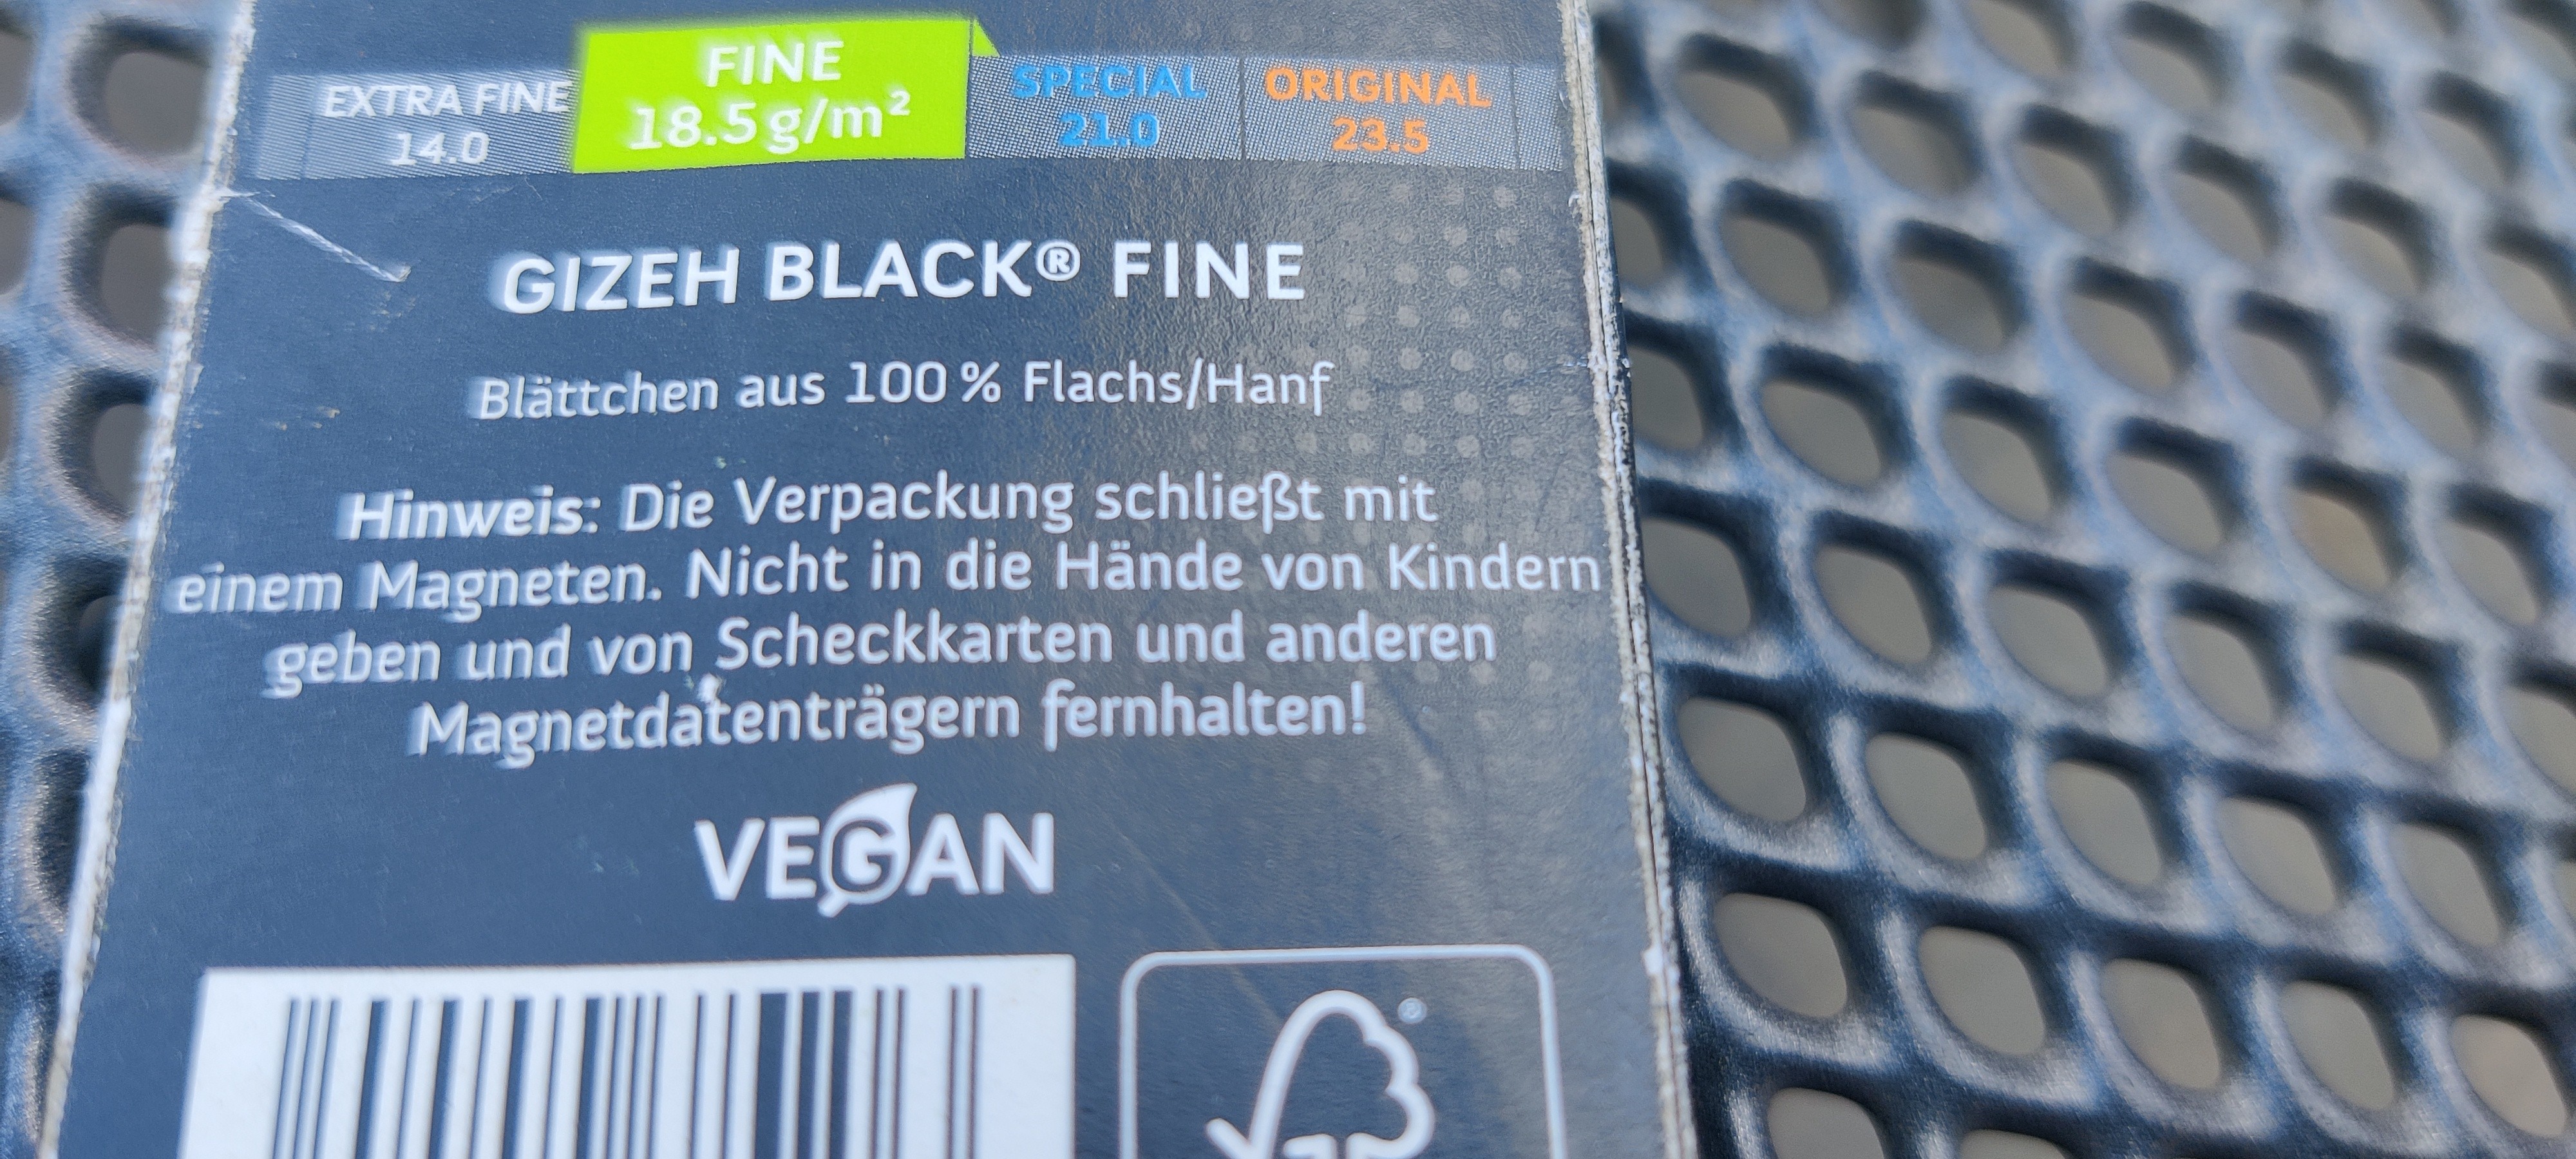 EXTRA FINE
14.0
FINE
18.5 g/m²
SPECIAL
21.0
ORIGINAL
23.5
GIZEH BLACK® FINE
Blättchen aus 100 % Flachs/Hanf
Hinweis: Die Verpackung schließt mit
einem Magneten. Nicht in die Hände von Kindern
geben und von Scheckkarten und anderen
Magnetdatenträgern fernhalten!
VEGAN
®